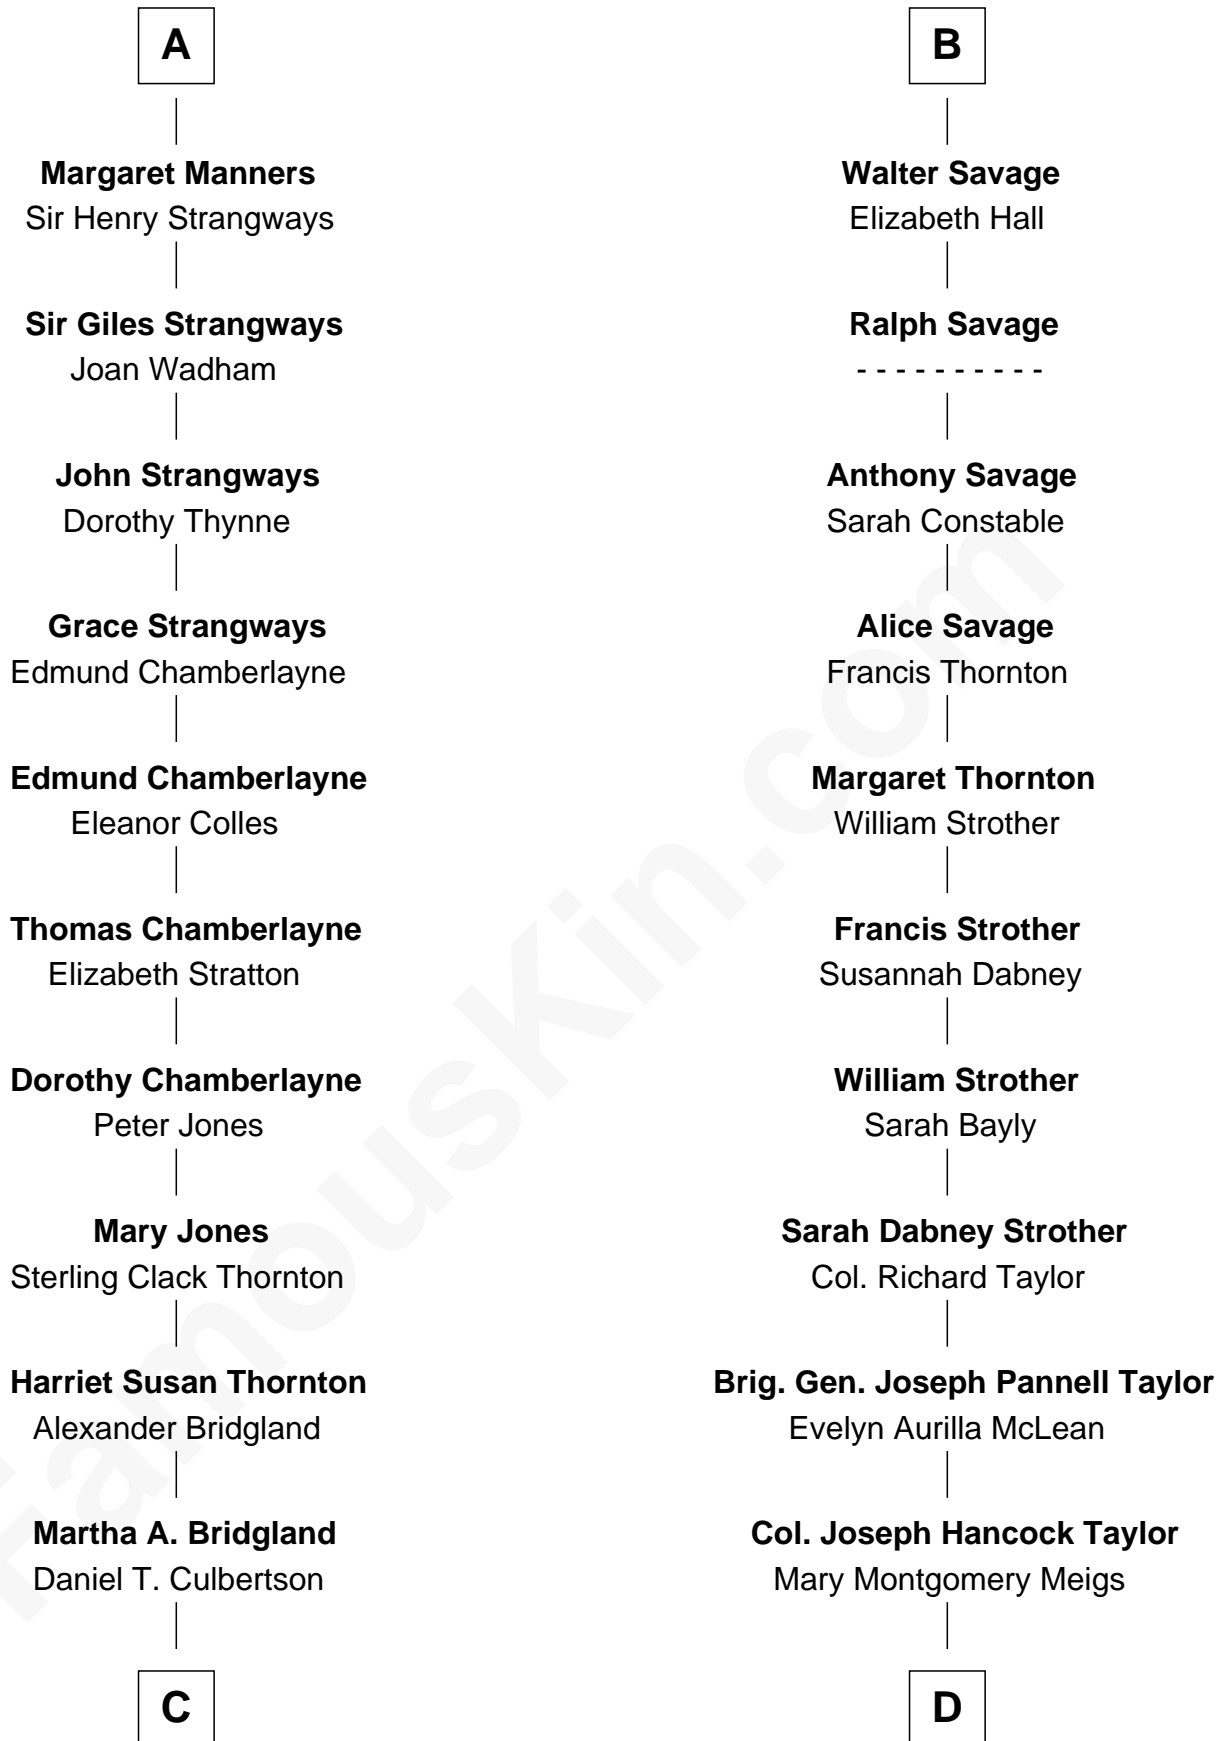 A
Margaret Manners
Sir Henry Strangways
Sir Giles Strangways
Joan Wadham
John Strangways
Dorothy Thynne
Grace Strangways
Edmund Chamberlayne
Edmund Chamberlayne
Eleanor Colles
Thomas Chamberlayne
Elizabeth Stratton
Dorothy Chamberlayne
Peter Jones
Mary Jones
Sterling Clack Thornton
Harriet Susan Thornton
Alexander Bridgland
Martha A. Bridgland
Daniel T. Culbertson
C
B
Walter Savage
Elizabeth Hall
Ralph Savage
- - - - - - - - - -
Anthony Savage
Sarah Constable
Alice Savage
Francis Thornton
Margaret Thornton
William Strother
Francis Strother
Susannah Dabney
William Strother
Sarah Bayly
Sarah Dabney Strother
Col. Richard Taylor
Brig. Gen. Joseph Pannell Taylor
Evelyn Aurilla McLean
Col. Joseph Hancock Taylor
Mary Montgomery Meigs
D
FamousKin.com